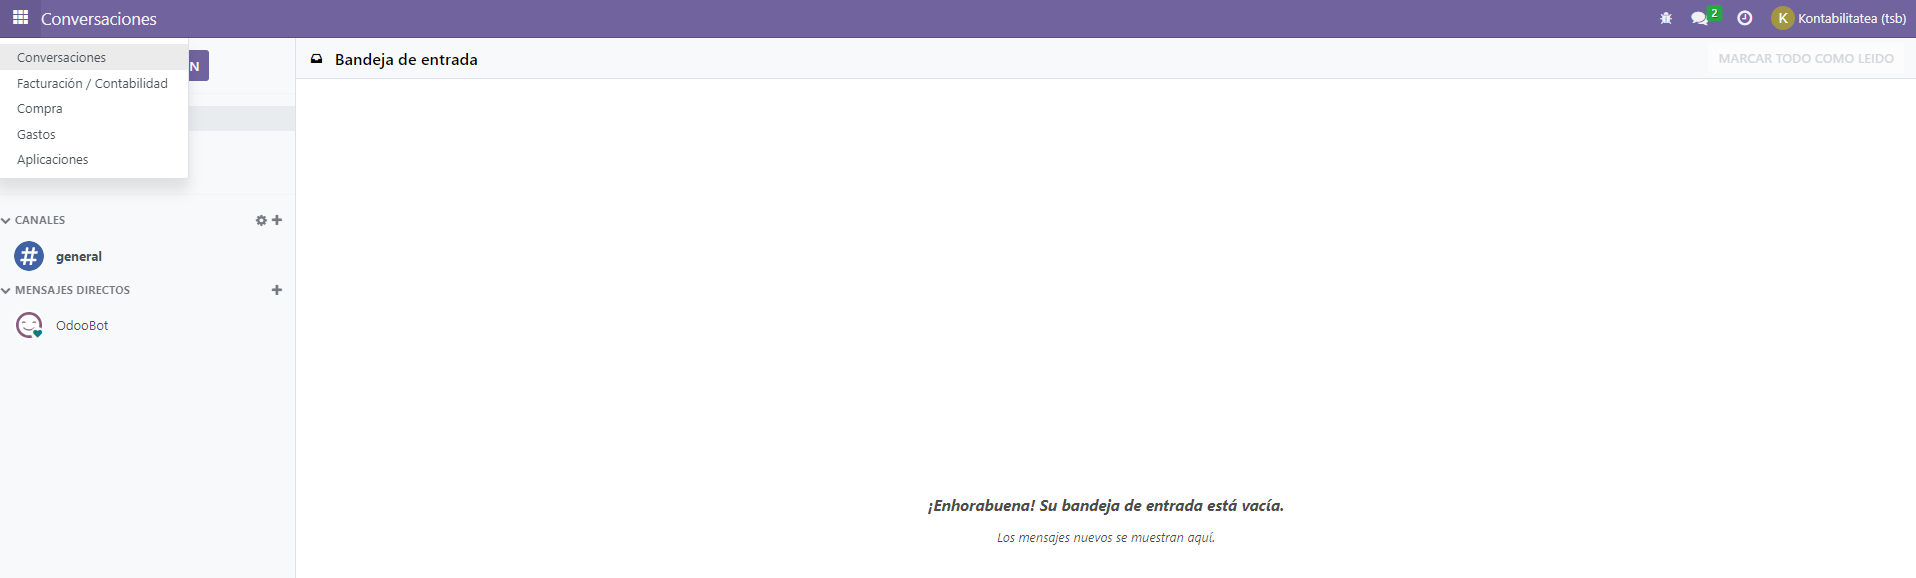 Conversaciones
2
K Kontabilitatea (tsb)
Conversaciones
Facturación / Contabilidad
Compra
Gastos
Aplicaciones
N
Bandeja de entrada
MARCAR TODO COMO LEIDO
CANALES
# general
MENSAJES DIRECTOS
OdooBot
¡Enhorabuena! Su bandeja de entrada está vacía.
Los mensajes nuevos se muestran aquí.